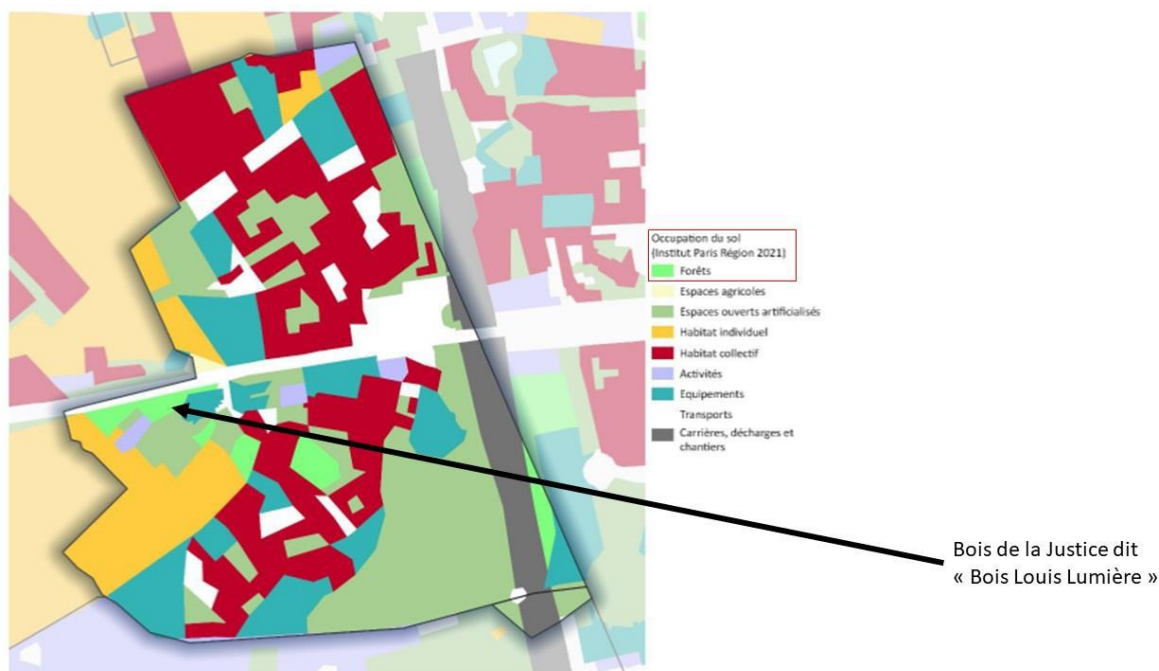 Occupation du sol
(Institut Paris Région 2021)
Forêts
Espaces agricoles
Espaces ouverts artificialisés
Habitat individuel
Habitat collectif
Activités
Equipements
Transports
Carrières, décharges et
chantiers
Bois de la Justice dit
« Bois Louis Lumière »